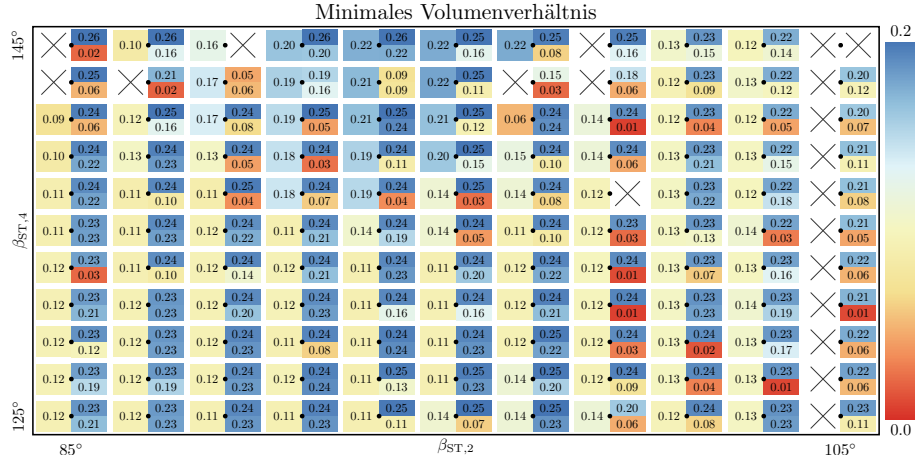 Minimales Volumenverhältnis
145°
0.26 0.26 0.26 0.26 0.25 0.25 0.25 0.23 0.22
0.10 0.16 0.20 0.22 0.22 0.22 0.13 0.12
0.02 0.16 0.20 0.22 0.16 0.08 0.16 0.15 0.14
0.25 0.21 0.05 0.19 0.09 0.22 0.15 0.18 0.23 0.22 0.20
0.17 0.19 0.21 0.22 0.12 0.12
0.06 0.02 0.06 0.16 0.09 0.11 0.03 0.06 0.09 0.11 0.12
0.24 0.25 0.24 0.25 0.25 0.25 0.24 0.24 0.23 0.22 0.20
0.09 0.12 0.17 0.19 0.21 0.21 0.06 0.14 0.12 0.12
0.06 0.16 0.08 0.05 0.24 0.12 0.24 0.01 0.04 0.05 0.07
0.24 0.24 0.24 0.24 0.24 0.25 0.24 0.24 0.23 0.22 0.21
0.10 0.13 0.13 0.18 0.19 0.20 0.15 0.14 0.13 0.13
0.22 0.23 0.05 0.03 0.11 0.15 0.10 0.06 0.21 0.15 0.11
0.24 0.24 0.25 0.24 0.24 0.25 0.24 0.23 0.22 0.21
0.11 0.11 0.11 0.18 0.19 0.14 0.14 0.12 0.13 0.12
0.22 0.10 0.04 0.07 0.04 0.03 0.08 0.22 0.18 0.08
0.23 0.23 0.24 0.24 0.24 0.24 0.24 0.23 0.23 0.22 0.21
0.11 0.11 0.12 0.11 0.14 0.14 0.11 0.12 0.13 0.14
0.23 0.23 0.22 0.21 0.19 0.05 0.10 0.03 0.13 0.03 0.05
0.23 0.24 0.24 0.24 0.24 0.24 0.24 0.24 0.23 0.23 0.22
0.12 0.11 0.12 0.12 0.11 0.11 0.12 0.12 0.13 0.13
0.03 0.10 0.14 0.21 0.23 0.20 0.22 0.01 0.07 0.16 0.06
0.23 0.23 0.24 0.24 0.24 0.24 0.24 0.24 0.23 0.23 0.21
0.12 0.12 0.12 0.11 0.11 0.11 0.12 0.12 0.13 0.14
0.21 0.23 0.20 0.23 0.16 0.16 0.21 0.01 0.23 0.19 0.01
0.23 0.23 0.24 0.24 0.24 0.24 0.25 0.24 0.24 0.23 0.22
0.12 0.12 0.12 0.11 0.11 0.11 0.12 0.12 0.13 0.13
0.12 0.23 0.23 0.08 0.24 0.23 0.22 0.03 0.02 0.17 0.06
0.23 0.23 0.23 0.24 0.25 0.25 0.25 0.24 0.24 0.23 0.22
0.12 0.12 0.12 0.12 0.11 0.11 0.14 0.12 0.13 0.13
0.19 0.19 0.23 0.24 0.13 0.23 0.20 0.09 0.04 0.01 0.06
0.23 0.23 0.23 0.24 0.25 0.25 0.25 0.20 0.24 0.23 0.23
0.12 0.12 0.11 0.12 0.11 0.14 0.14 0.14 0.12 0.13
0.21 0.23 0.23 0.23 0.11 0.07 0.23 0.06 0.08 0.23 0.11
β_ST,4
125°
85°
β_ST,2
105°
0.2
0.0